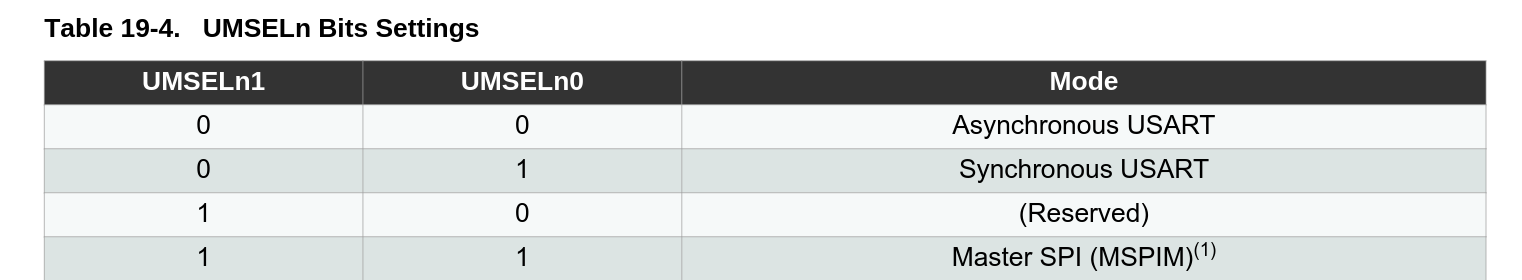 Table 19-4. UMSELn Bits Settings
UMSELn1 UMSELn0 Mode
0 0 Asynchronous USART
0 1 Synchronous USART
1 0 (Reserved)
1 1 Master SPI (MSPIM)(1)